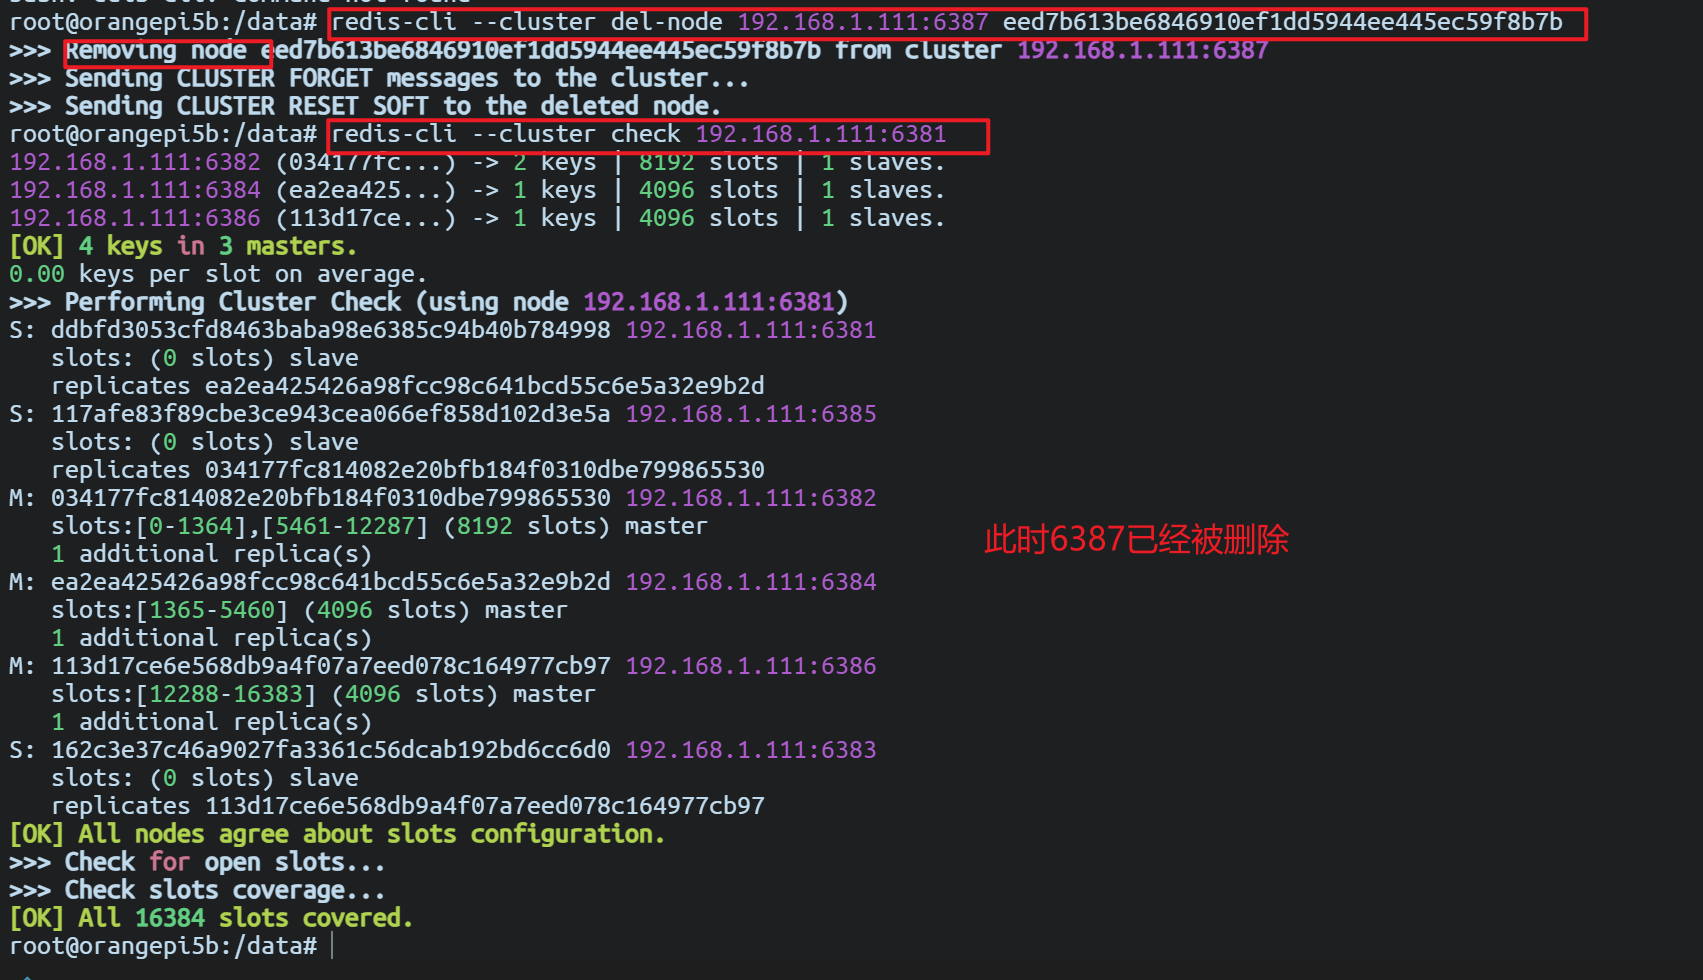 root@orangepi5b:/data# redis-cli --cluster del-node 192.168.1.111:6387 eed7b613be6846910ef1dd5944ee445ec59f8b7b
>>> Removing node eed7b613be6846910ef1dd5944ee445ec59f8b7b from cluster 192.168.1.111:6387
>>> Sending CLUSTER FORGET messages to the cluster...
>>> Sending CLUSTER RESET SOFT to the deleted node.
root@orangepi5b:/data# redis-cli --cluster check 192.168.1.111:6381
192.168.1.111:6382 (034177fc...) -> 2 keys | 8192 slots | 1 slaves.
192.168.1.111:6384 (ea2ea425...) -> 1 keys | 4096 slots | 1 slaves.
192.168.1.111:6386 (113d17ce...) -> 1 keys | 4096 slots | 1 slaves.
[OK] 4 keys in 3 masters.
0.00 keys per slot on average.
>>> Performing Cluster Check (using node 192.168.1.111:6381)
S: ddbfd3053cfd8463baba98e6385c94b40b784998 192.168.1.111:6381
slots: (0 slots) slave
replicates ea2ea425426a98fcc98c641bcd55c6e5a32e9b2d
S: 117afe83f89cbe3ce943cea066ef858d102d3e5a 192.168.1.111:6385
slots: (0 slots) slave
replicates 034177fc814082e20bfb184f0310dbe799865530
M: 034177fc814082e20bfb184f0310dbe799865530 192.168.1.111:6382
slots:[0-1364],[5461-12287] (8192 slots) master
1 additional replica(s)
此时6387已经被删除
M: ea2ea425426a98fcc98c641bcd55c6e5a32e9b2d 192.168.1.111:6384
slots:[1365-5460] (4096 slots) master
1 additional replica(s)
M: 113d17ce6e568db9a4f07a7eed078c164977cb97 192.168.1.111:6386
slots:[12288-16383] (4096 slots) master
1 additional replica(s)
S: 162c3e37c46a9027fa3361c56dcab192bd6cc6d0 192.168.1.111:6383
slots: (0 slots) slave
replicates 113d17ce6e568db9a4f07a7eed078c164977cb97
[OK] All nodes agree about slots configuration.
>>> Check for open slots...
>>> Check slots coverage...
[OK] All 16384 slots covered.
root@orangepi5b:/data#